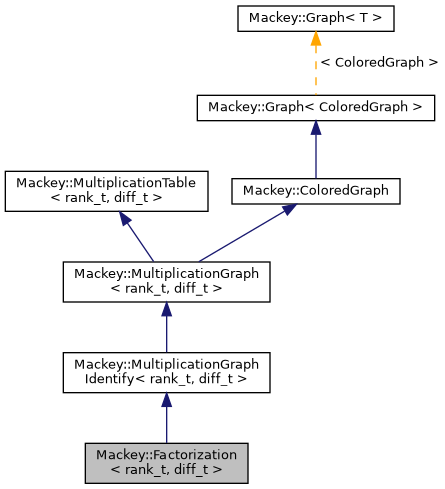 Mackey::Graph< T >
< ColoredGraph >
Mackey::Graph< ColoredGraph >
Mackey::MultiplicationTable
< rank_t, diff_t >
Mackey::ColoredGraph
Mackey::MultiplicationGraph
< rank_t, diff_t >
Mackey::MultiplicationGraph
Identify< rank_t, diff_t >
Mackey::Factorization
< rank_t, diff_t >